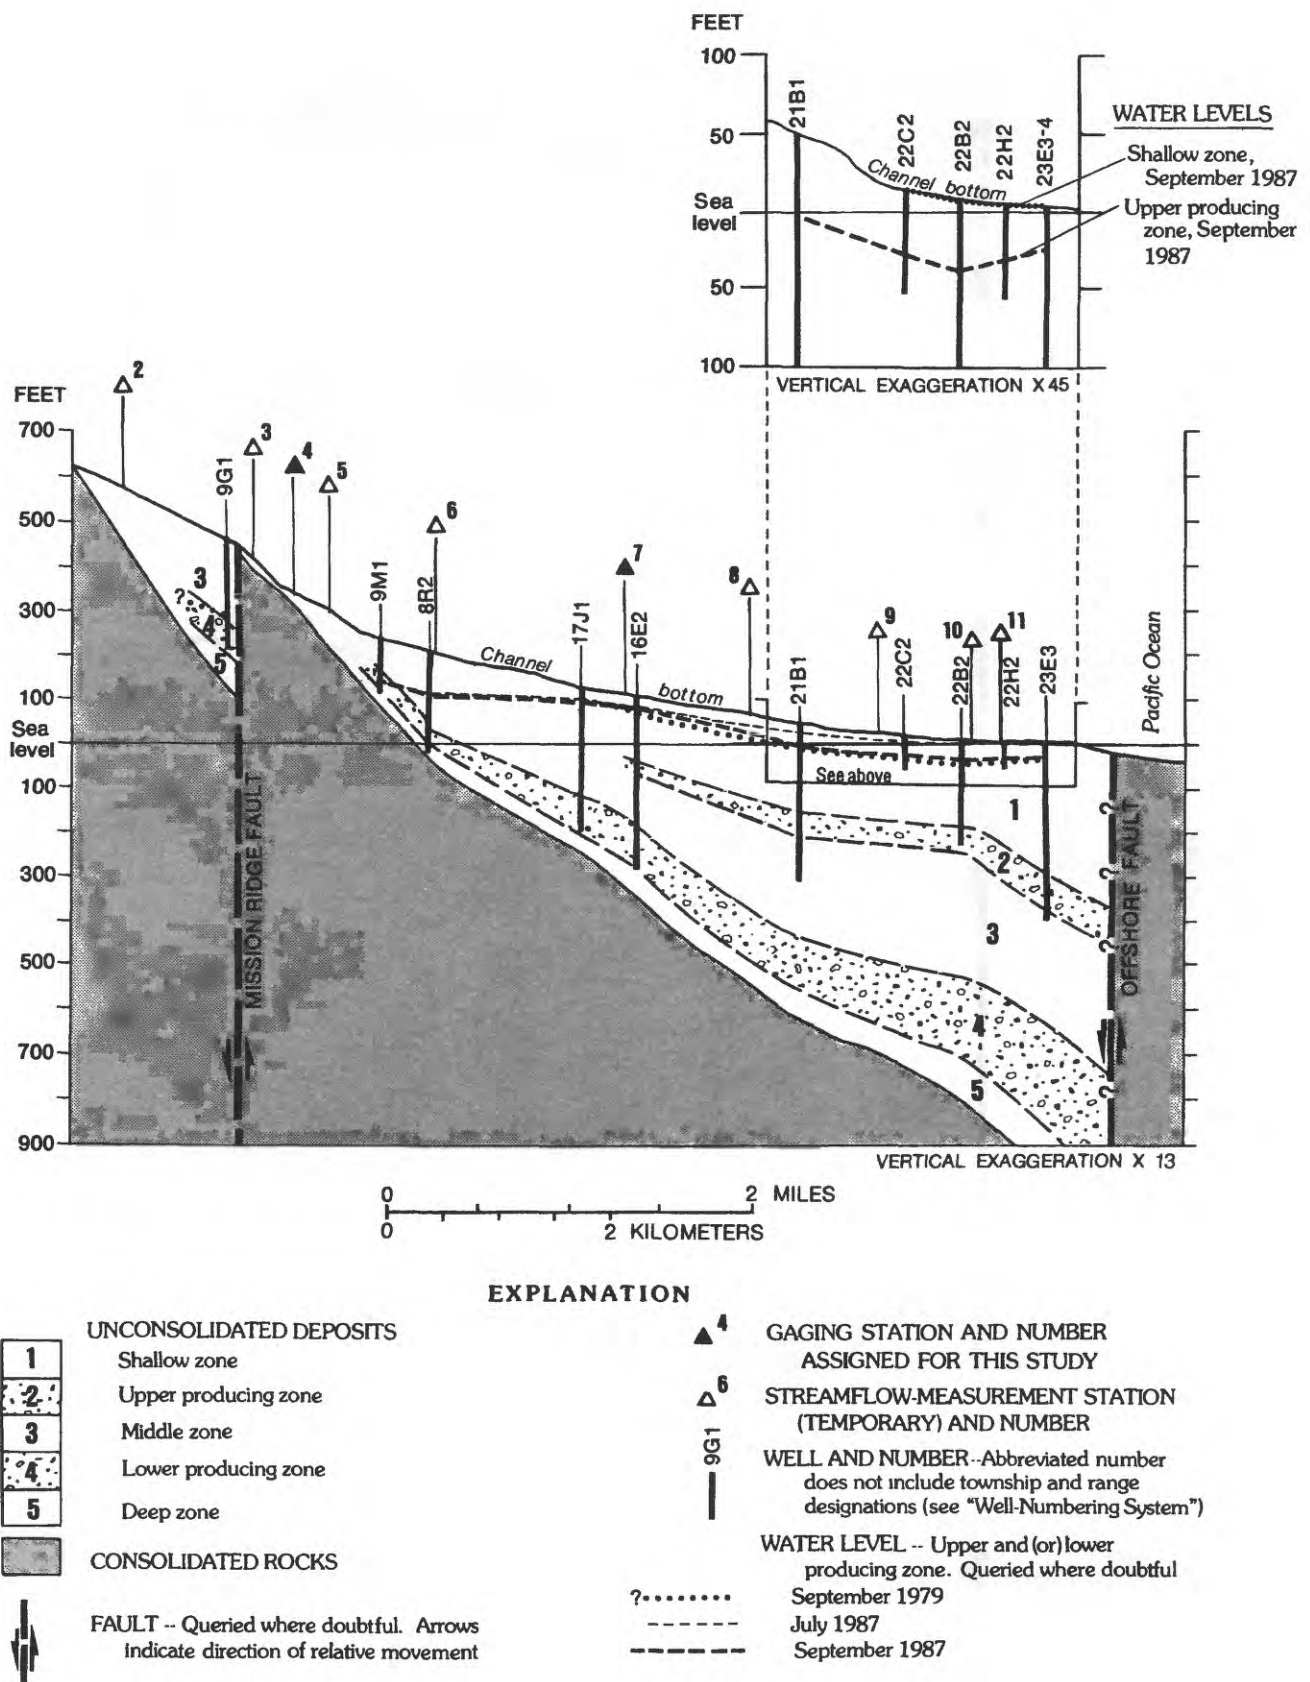 FEET
100
50
Sea
level
50
100
21B1
22C2
22B2
22H2
23E3-4
Channel bottom
WATER LEVELS
Shallow zone,
September 1987
Upper producing
zone, September
1987
VERTICAL EXAGGERATION X 45
FEET
700
500
300
100
Sea
level
100
300
500
700
900
2
3
4
5
6
7
8
9
10
11
9G1
9M1
8R2
17J1
16E2
21B1
22C2
22B2
22H2
23E3
Channel
bottom
Pacific Ocean
See above
3
?
4
5
1
2
3
4
5
MISSION RIDGE FAULT
OFFSHORE FAULT
?
?
?
?
VERTICAL EXAGGERATION X 13
0 2 MILES
0 2 KILOMETERS
EXPLANATION
UNCONSOLIDATED DEPOSITS
1 Shallow zone
2 Upper producing zone
3 Middle zone
4 Lower producing zone
5 Deep zone
CONSOLIDATED ROCKS
FAULT -- Queried where doubtful. Arrows
indicate direction of relative movement
4 GAGING STATION AND NUMBER
ASSIGNED FOR THIS STUDY
6 STREAMFLOW-MEASUREMENT STATION
(TEMPORARY) AND NUMBER
9G1 WELL AND NUMBER--Abbreviated number
does not include township and range
designations (see "Well-Numbering System")
WATER LEVEL -- Upper and (or) lower
producing zone. Queried where doubtful
? September 1979
July 1987
September 1987